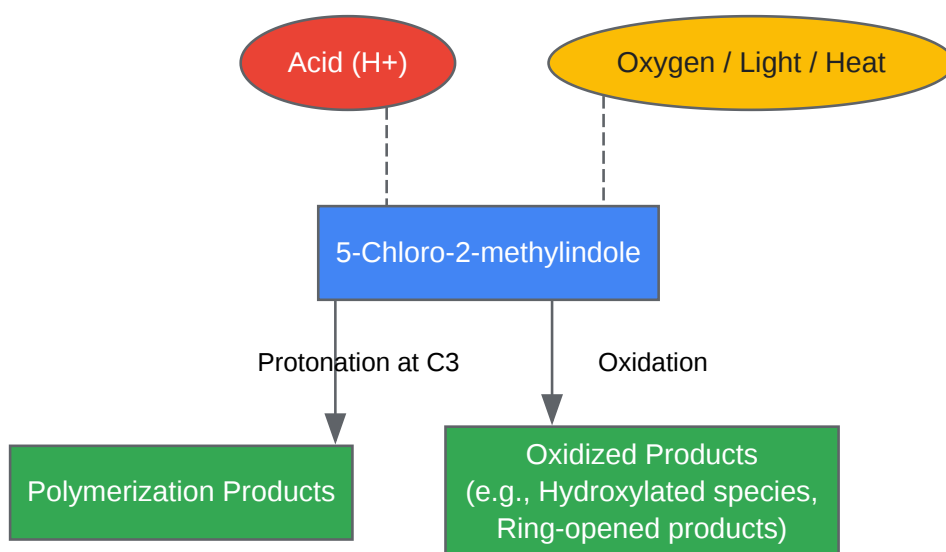 Acid (H+)
Oxygen / Light / Heat
5-Chloro-2-methylindole
Protonation at C3
Oxidation
Polymerization Products
Oxidized Products
(e.g., Hydroxylated species,
Ring-opened products)